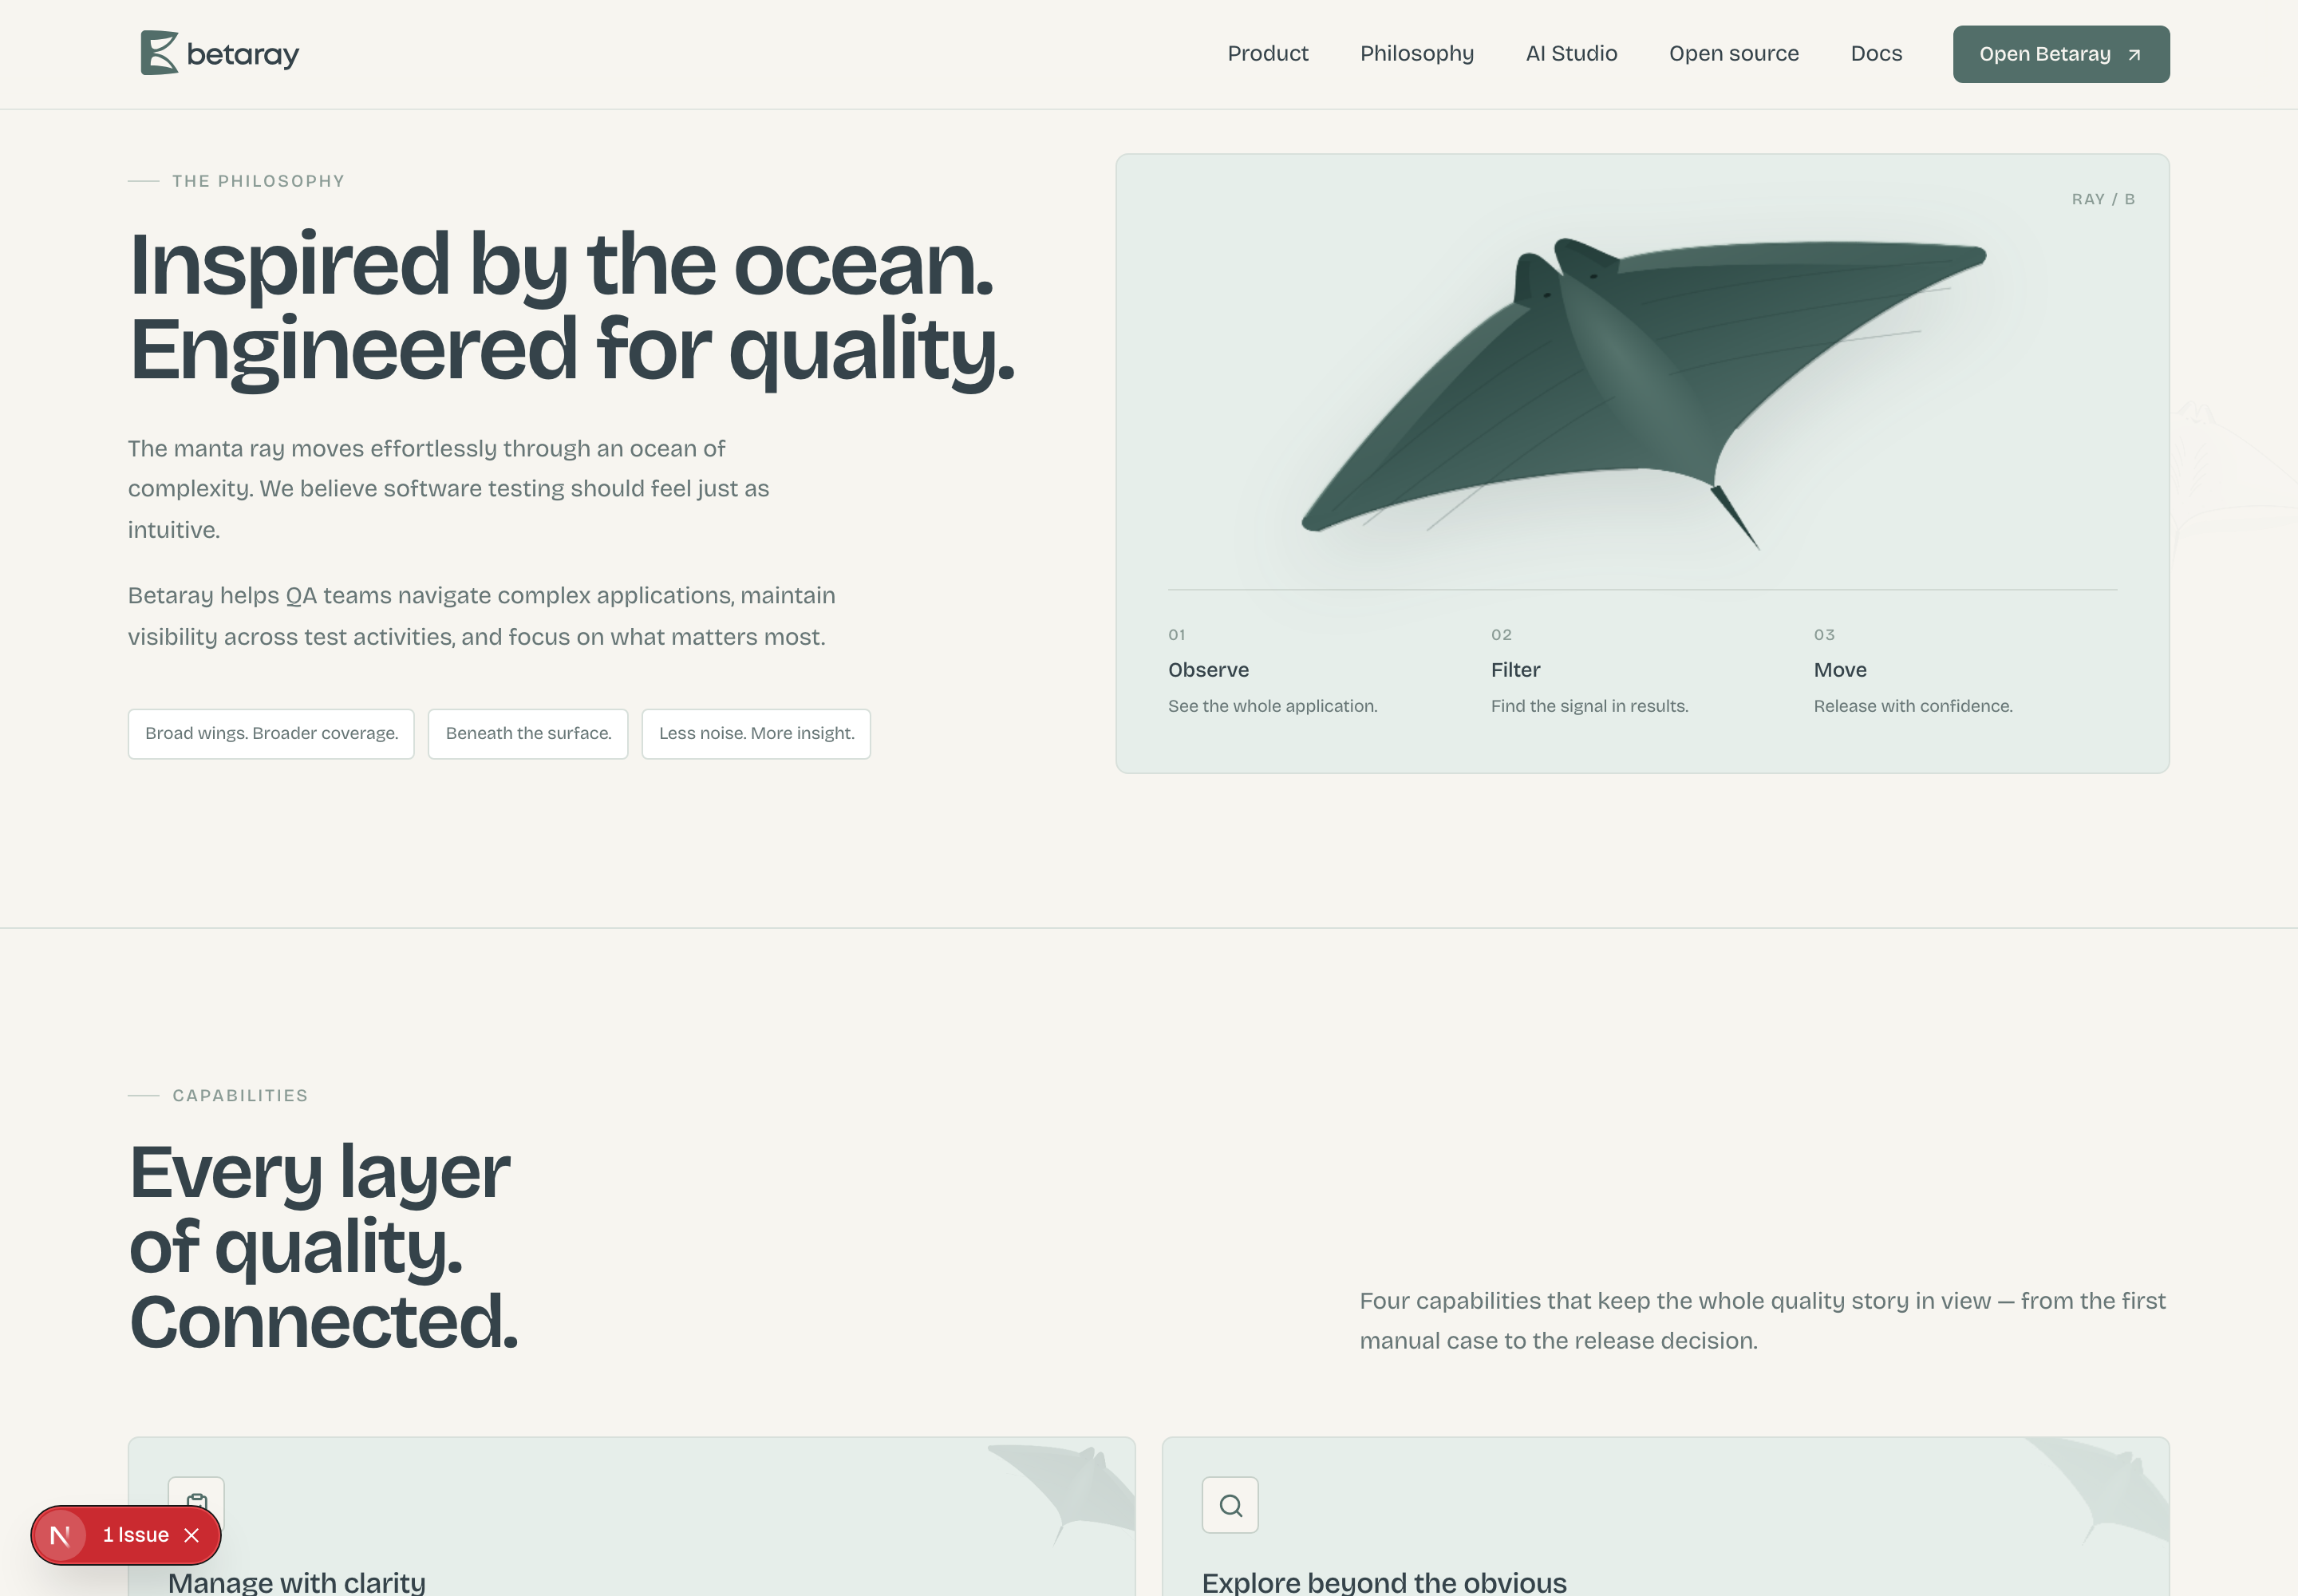 betaray
Product
Philosophy
AI Studio
Open source
Docs
Open Betaray
THE PHILOSOPHY
Inspired by the ocean.
Engineered for quality.
The manta ray moves effortlessly through an ocean of
complexity. We believe software testing should feel just as
intuitive.
Betaray helps QA teams navigate complex applications, maintain
visibility across test activities, and focus on what matters most.
Broad wings. Broader coverage.
Beneath the surface.
Less noise. More insight.
RAY / B
01
Observe
See the whole application.
02
Filter
Find the signal in results.
03
Move
Release with confidence.
CAPABILITIES
Every layer
of quality.
Connected.
Four capabilities that keep the whole quality story in view — from the first
manual case to the release decision.
Manage with clarity
Explore beyond the obvious
N
1 Issue